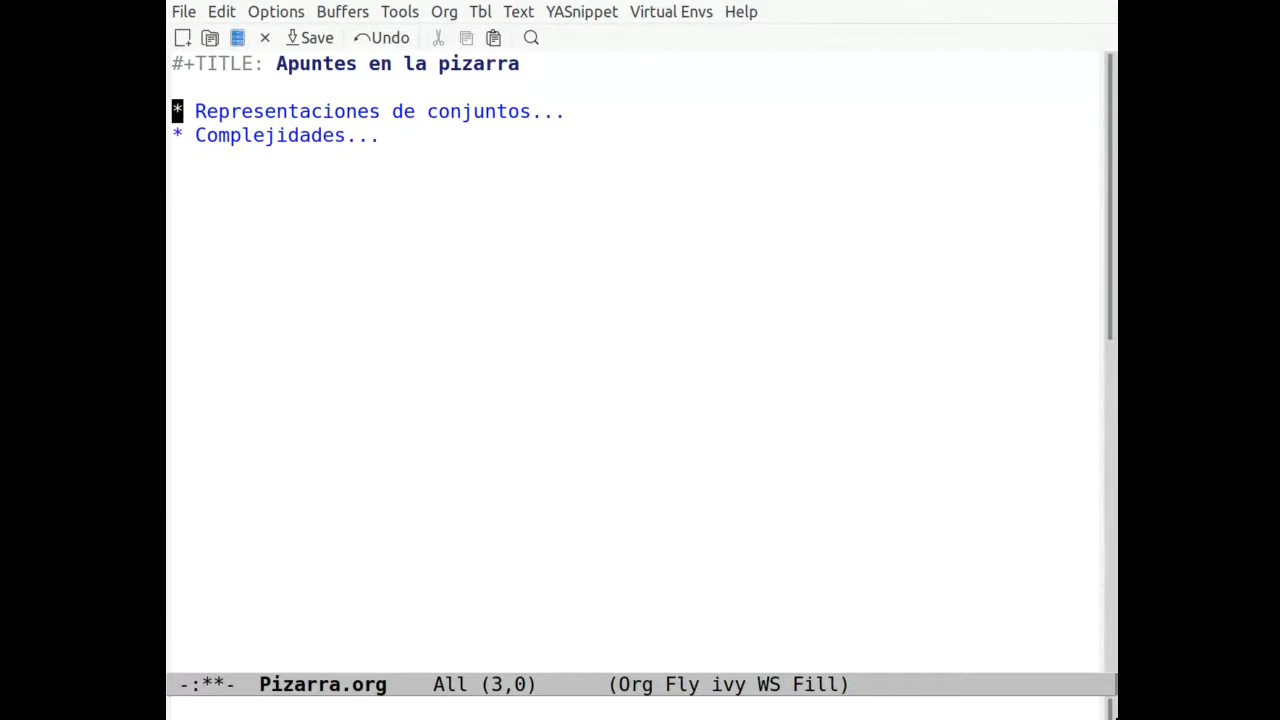 File Edit Options Buffers Tools Org Tbl Text YASnippet Virtual Envs Help
Save Undo
#+TITLE: Apuntes en la pizarra
* Representaciones de conjuntos...
* Complejidades...
-:**- Pizarra.org All (3,0) (Org Fly ivy WS Fill)